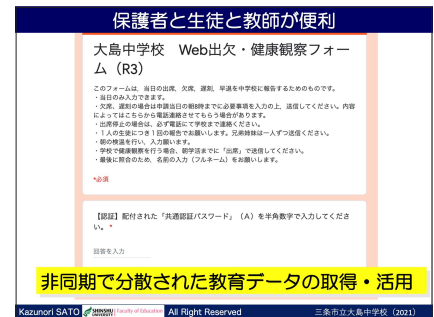 保護者と生徒と教師が便利
大島中学校　Web出欠・健康観察フォー
ム（R3）
このフォームは、当日の出席、欠席、遅刻、早退を中学校に報告するためのものです。
・当日のみ入力できます。
・欠席、遅刻の場合は申請当日の朝8時までに必要事項を入力の上、送信してください。内容
によってはこちらから電話連絡させてもらう場合があります。
・出席停止の場合は、必ず電話にて学校まで連絡ください。
・１人の生徒につき１回の報告でお願いします。兄弟姉妹は一人ずつ送信ください。
・朝の検温を行い、入力願います。
・学校で健康観察を行う場合、朝学活までに「出席」で送信してください。
・最後に照合のため、名前の入力（フルネーム）をお願いします。
*必須
【認証】配付された「共通認証パスワード」（A）を半角数字で入力してくださ
い。*
回答を入力
非同期で分散された教育データの取得・活用
Kazunori SATO SHINSHU UNIVERSITY Faculty of Education All Right Reserved 三条市立大島中学校（2021）